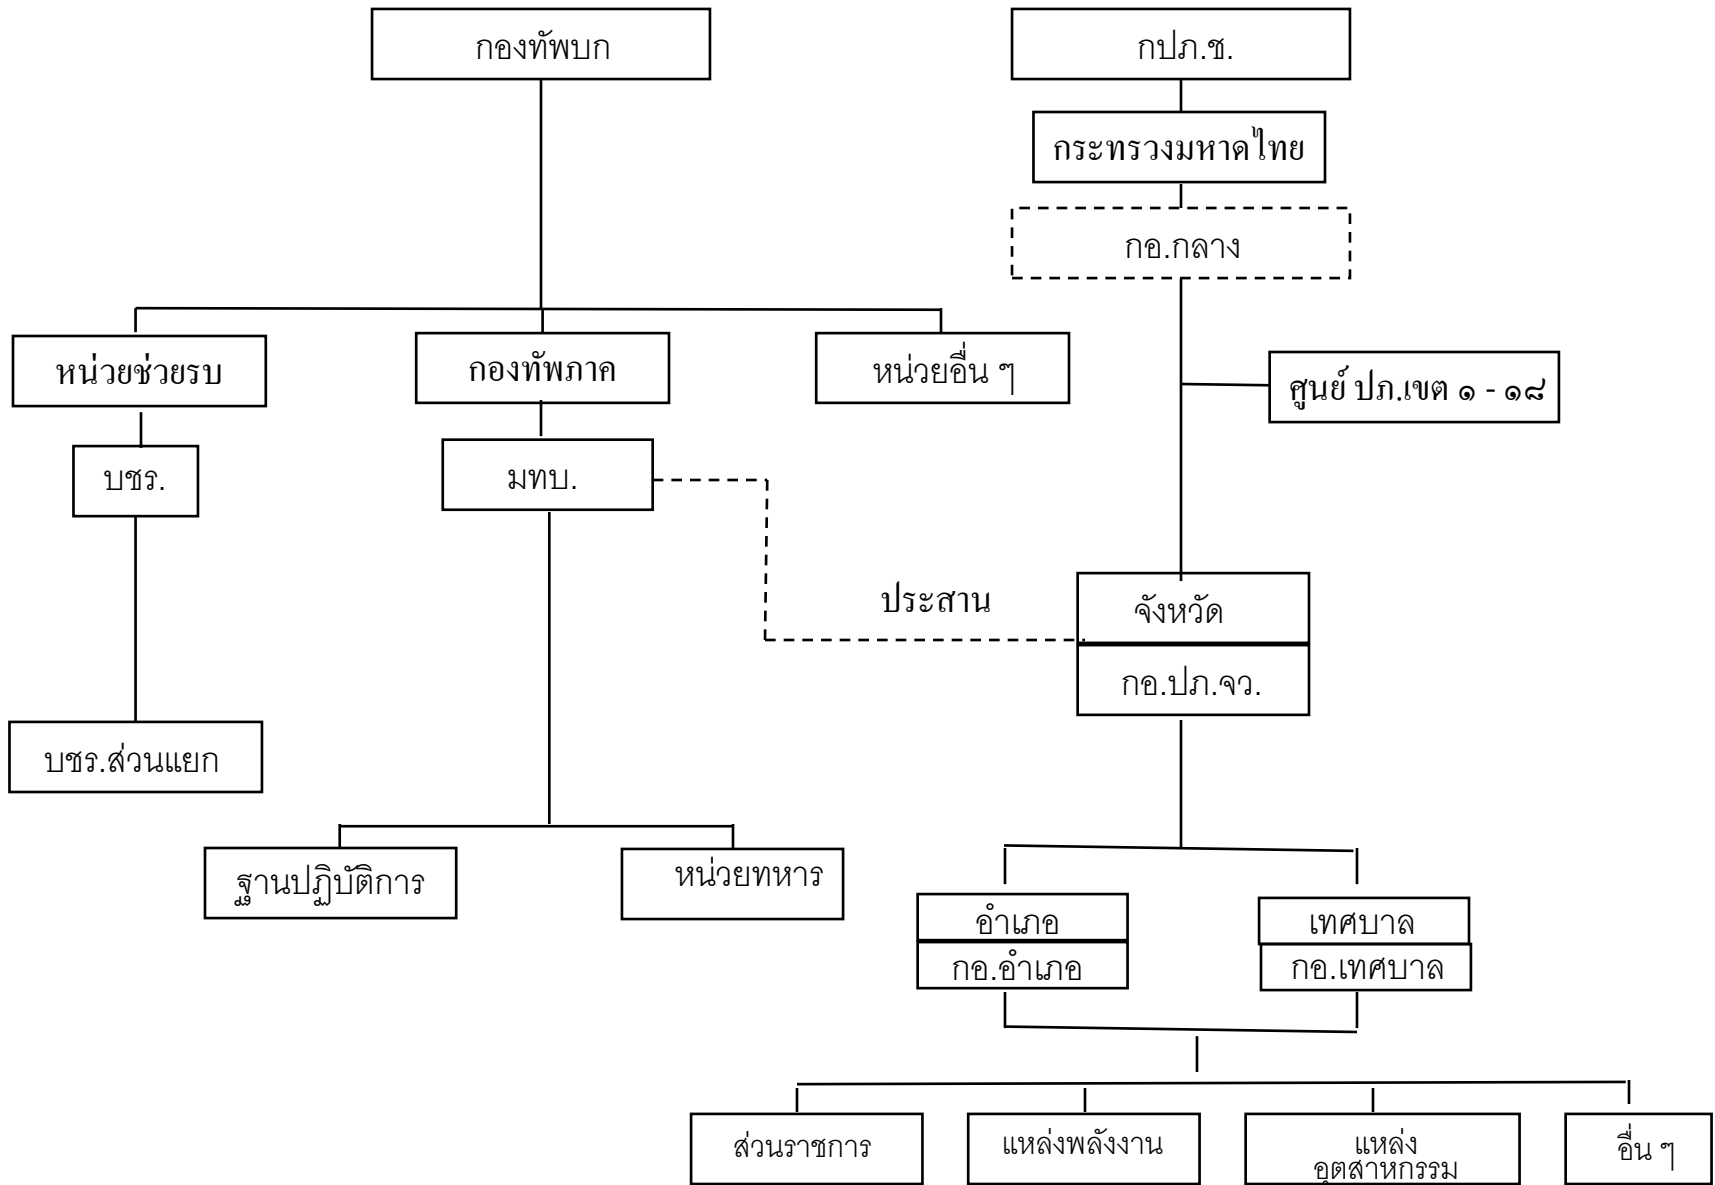 กองทัพบก
กปภ.ช.
กระทรวงมหาดไทย
กอ.กลาง
หน่วยช่วยรบ
กองทัพภาค
หน่วยอื่น ๆ
ศูนย์ ปภ.เขต ๑ - ๑๘
บชร.
มทบ.
ประสาน
จังหวัด
กอ.ปภ.จว.
บชร.ส่วนแยก
ฐานปฏิบัติการ
หน่วยทหาร
อำเภอ
กอ.อำเภอ
เทศบาล
กอ.เทศบาล
ส่วนราชการ
แหล่งพลังงาน
แหล่ง
อุตสาหกรรม
อื่น ๆ